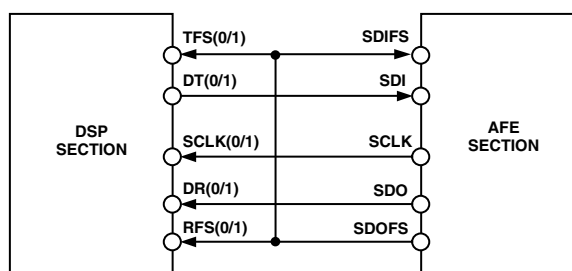 TFS(0/1) SDIFS
DT(0/1) SDI
DSP
SECTION
AFE
SECTION
SCLK(0/1) SCLK
DR(0/1) SDO
RFS(0/1) SDOFS